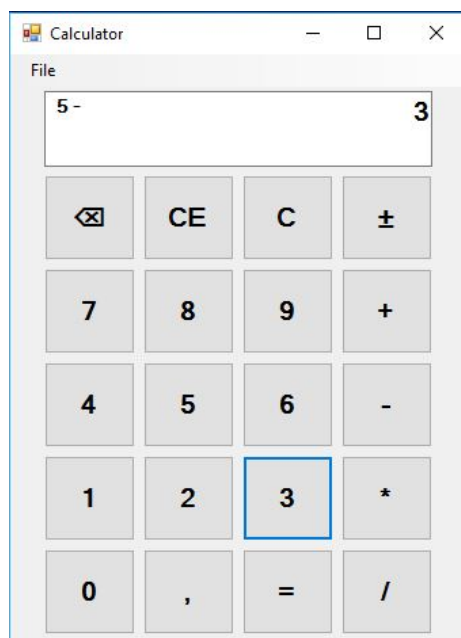 Calculator
File
5 - 3
CE C ±
7 8 9 +
4 5 6 -
1 2 3 *
0 , = /